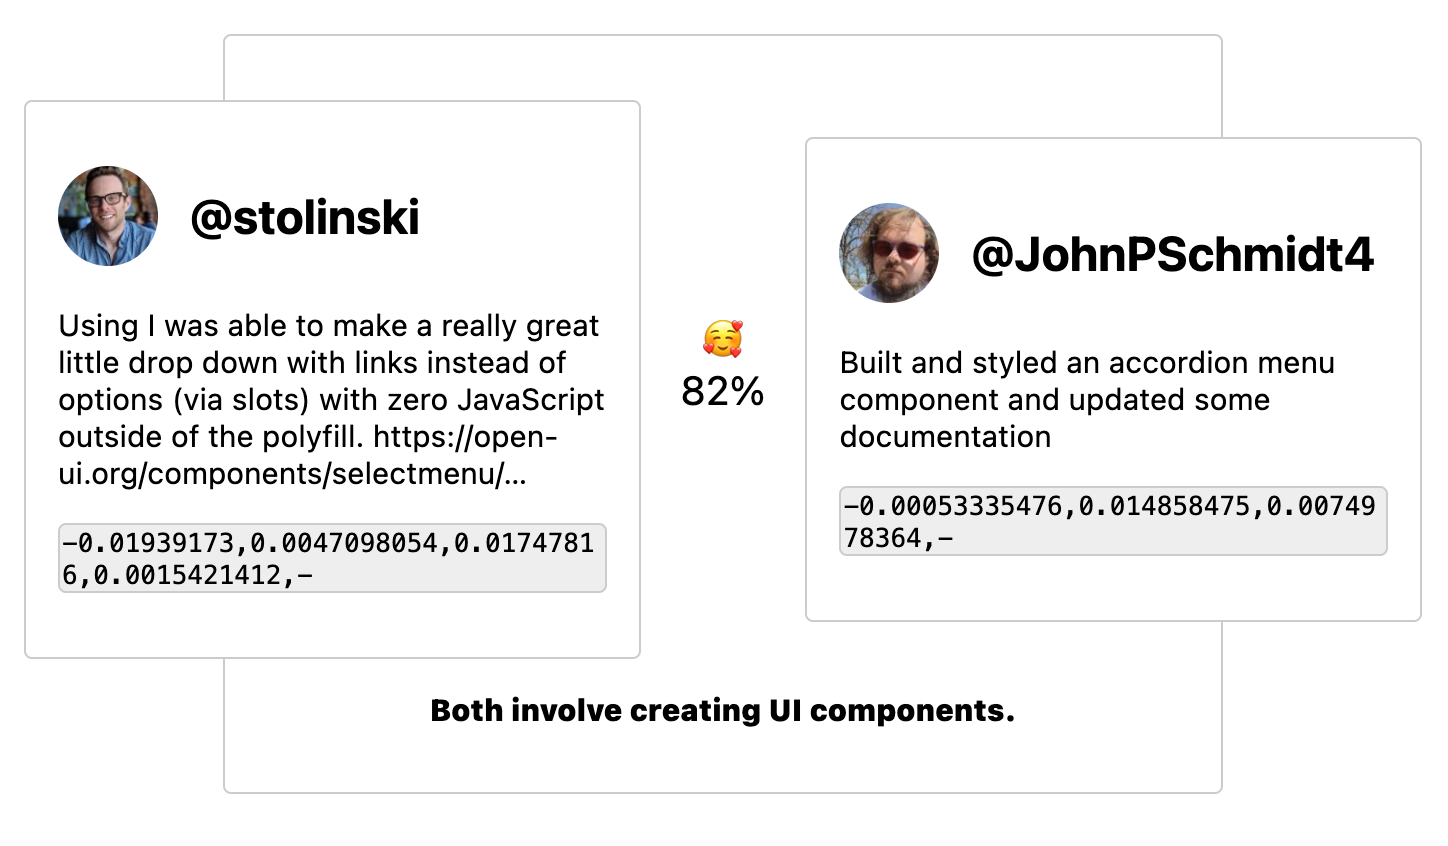 @stolinski
Using I was able to make a really great
little drop down with links instead of
options (via slots) with zero JavaScript
outside of the polyfill. https://open-
ui.org/components/selectmenu/...
-0.01939173,0.0047098054,0.0174781
6,0.0015421412,-
🥰
82%
@JohnPSchmidt4
Built and styled an accordion menu
component and updated some
documentation
-0.00053335476,0.014858475,0.00749
78364,-
Both involve creating UI components.